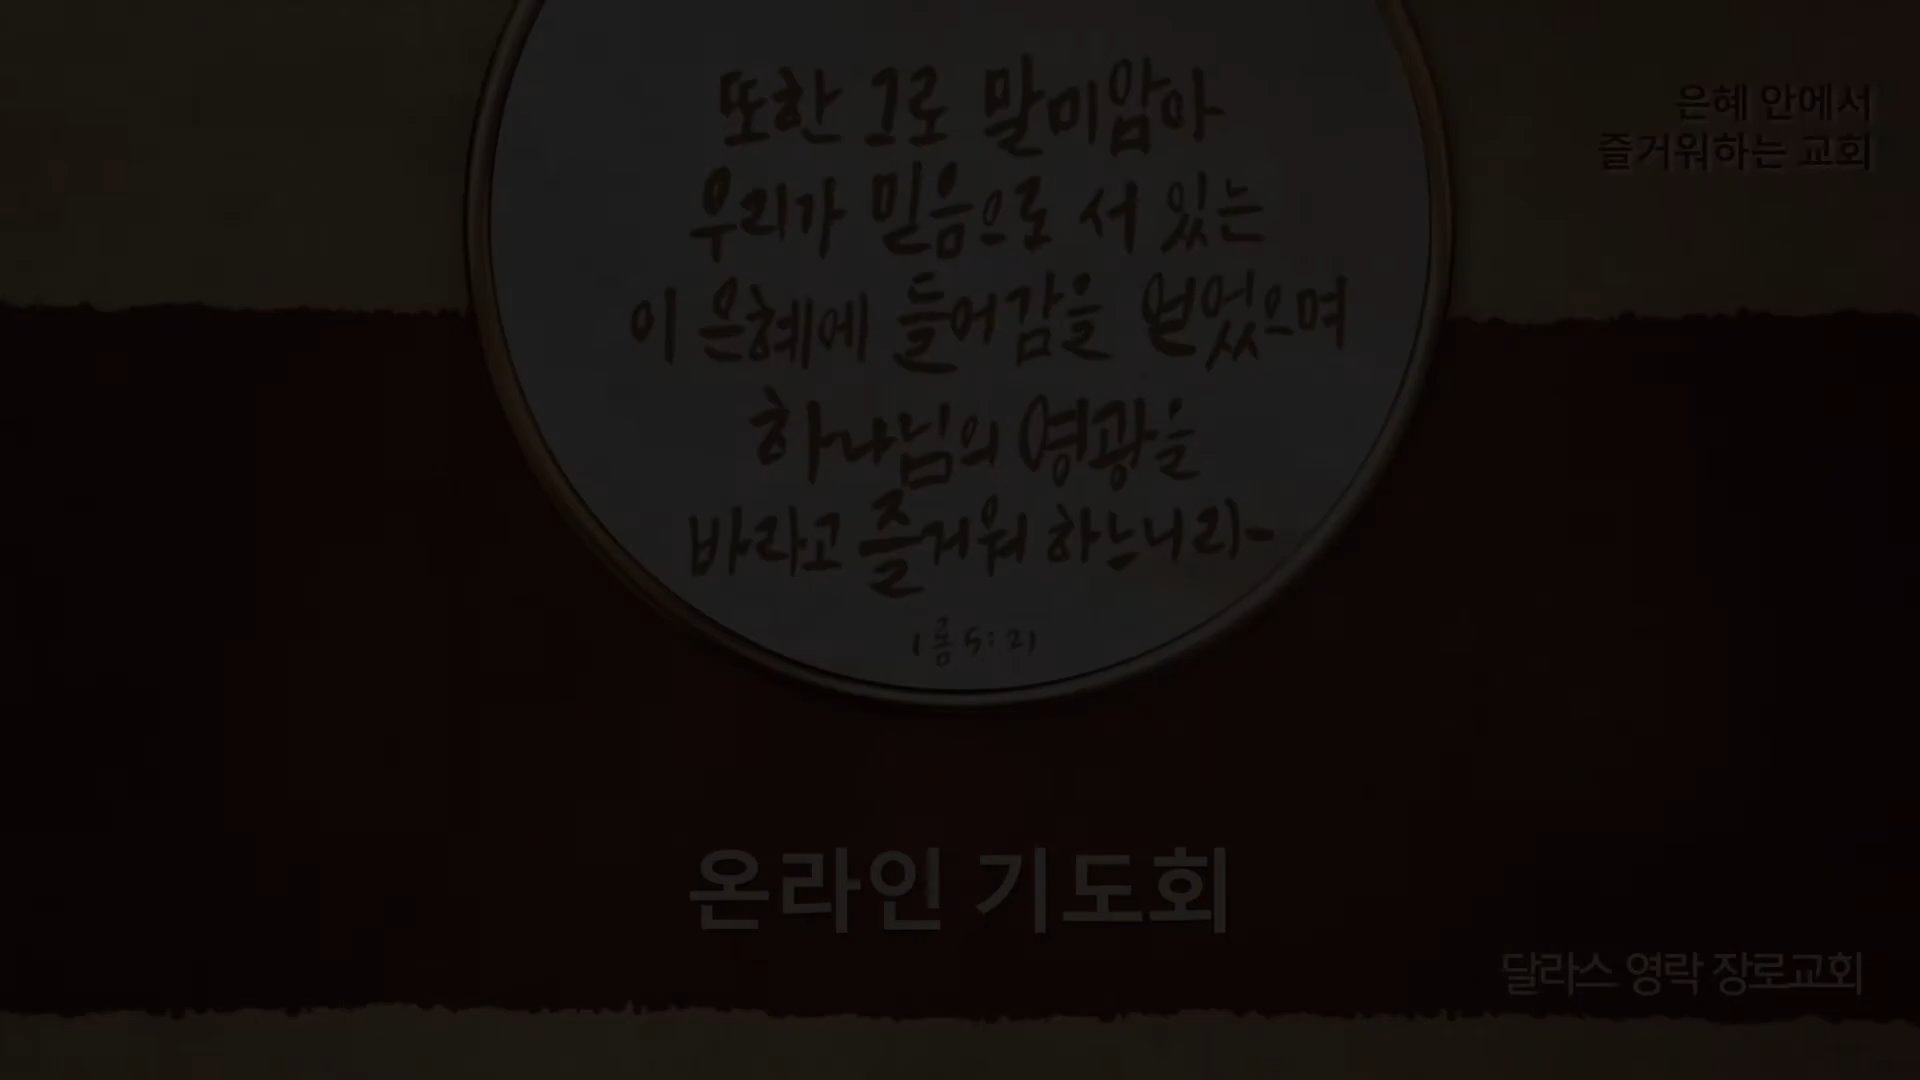 또한 그로 말미암아
우리가 믿음으로 서 있는
이 은혜에 들어감을 얻었으며
하나님의 영광을
바라고 즐거워 하느니라
(롬 5:2)
은혜 안에서
즐거워하는 교회
온라인 기도회
달라스 영락 장로교회